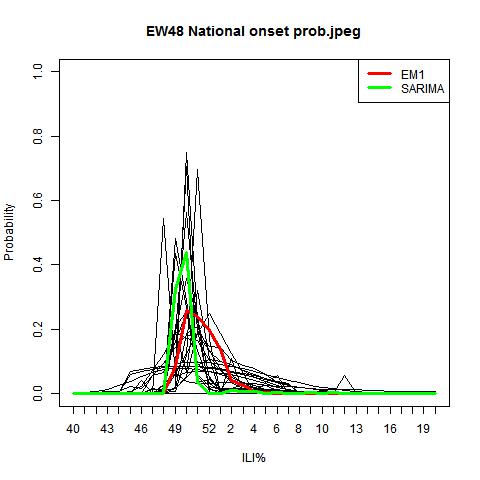 EW48 National onset prob.jpeg
EM1
SARIMA
1.0
0.8
0.6
0.4
0.2
0.0
Probability
40 43 46 49 52 2 4 6 8 10 13 16 19
ILI%